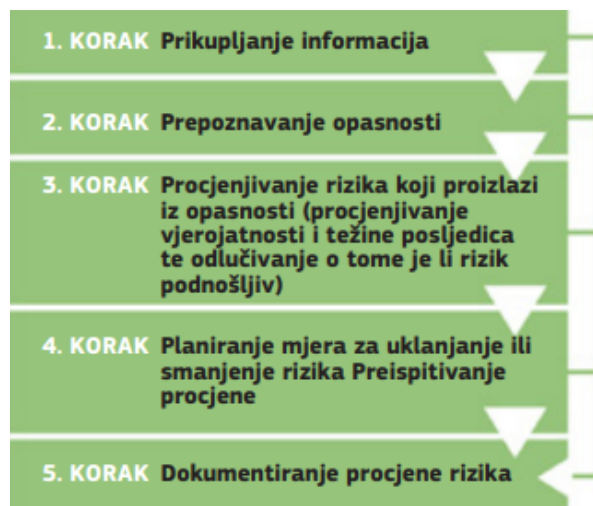 1. KORAK Prikupljanje informacija
2. KORAK Prepoznavanje opasnosti
3. KORAK Procjenjivanje rizika koji proizlazi
iz opasnosti (procjenjivanje
vjerojatnosti i težine posljedica
te odlučivanje o tome je li rizik
podnošljiv)
4. KORAK Planiranje mjera za uklanjanje ili
smanjenje rizika Preispitivanje
procjene
5. KORAK Dokumentiranje procjene rizika